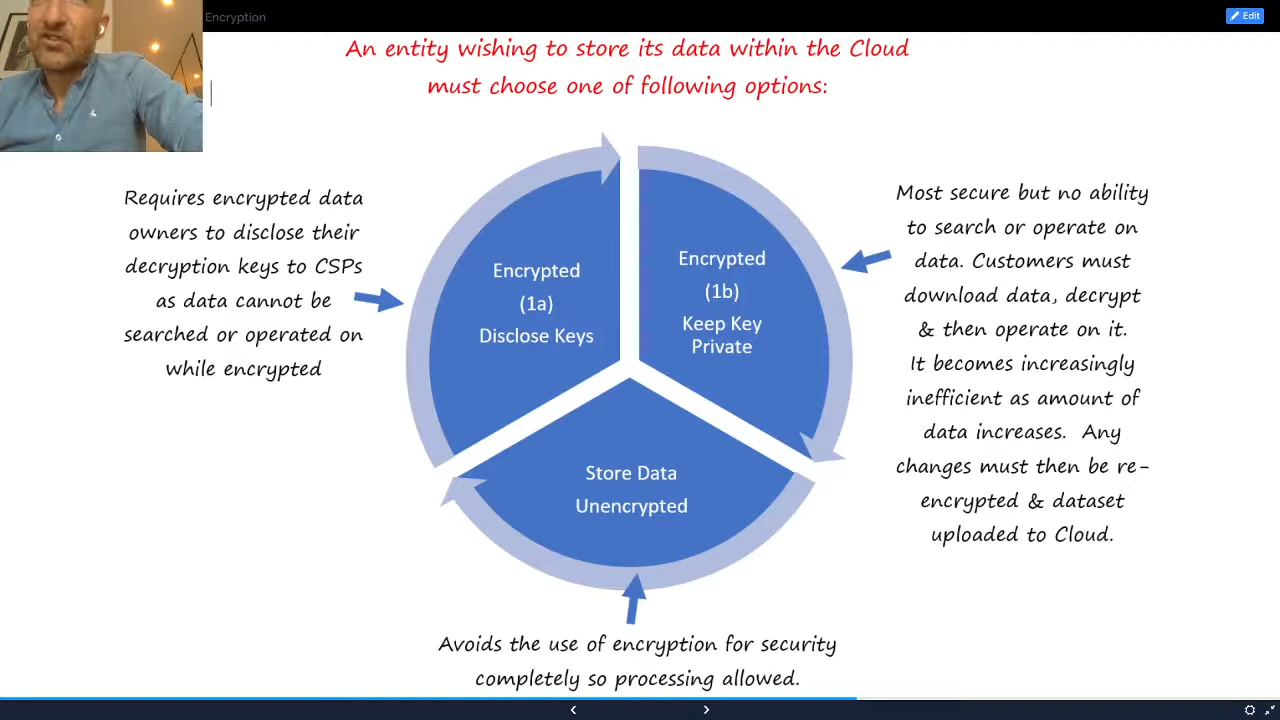 Encryption
Edit
An entity wishing to store its data within the Cloud
must choose one of following options:
Requires encrypted data
owners to disclose their
decryption keys to CSPs
as data cannot be
searched or operated on
while encrypted
Encrypted
(1a)
Disclose Keys
Encrypted
(1b)
Keep Key
Private
Most secure but no ability
to search or operate on
data. Customers must
download data, decrypt
& then operate on it.
It becomes increasingly
inefficient as amount of
data increases. Any
changes must then be re-
encrypted & dataset
uploaded to Cloud.
Store Data
Unencrypted
Avoids the use of encryption for security
completely so processing allowed.